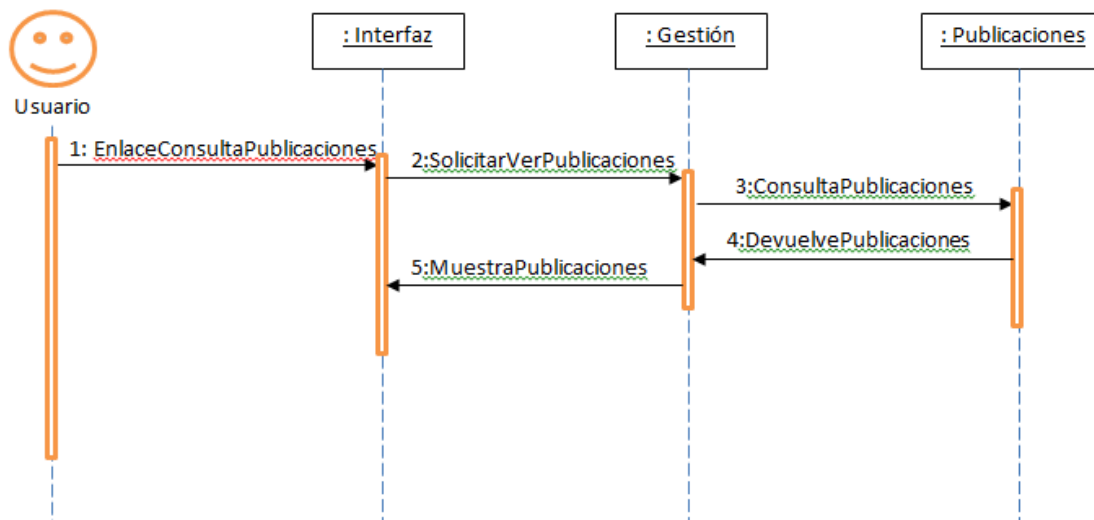 : Interfaz
: Gestión
: Publicaciones
Usuario
1: EnlaceConsultaPublicaciones
2:SolicitarVerPublicaciones
3:ConsultaPublicaciones
4:DevuelvePublicaciones
5:MuestraPublicaciones